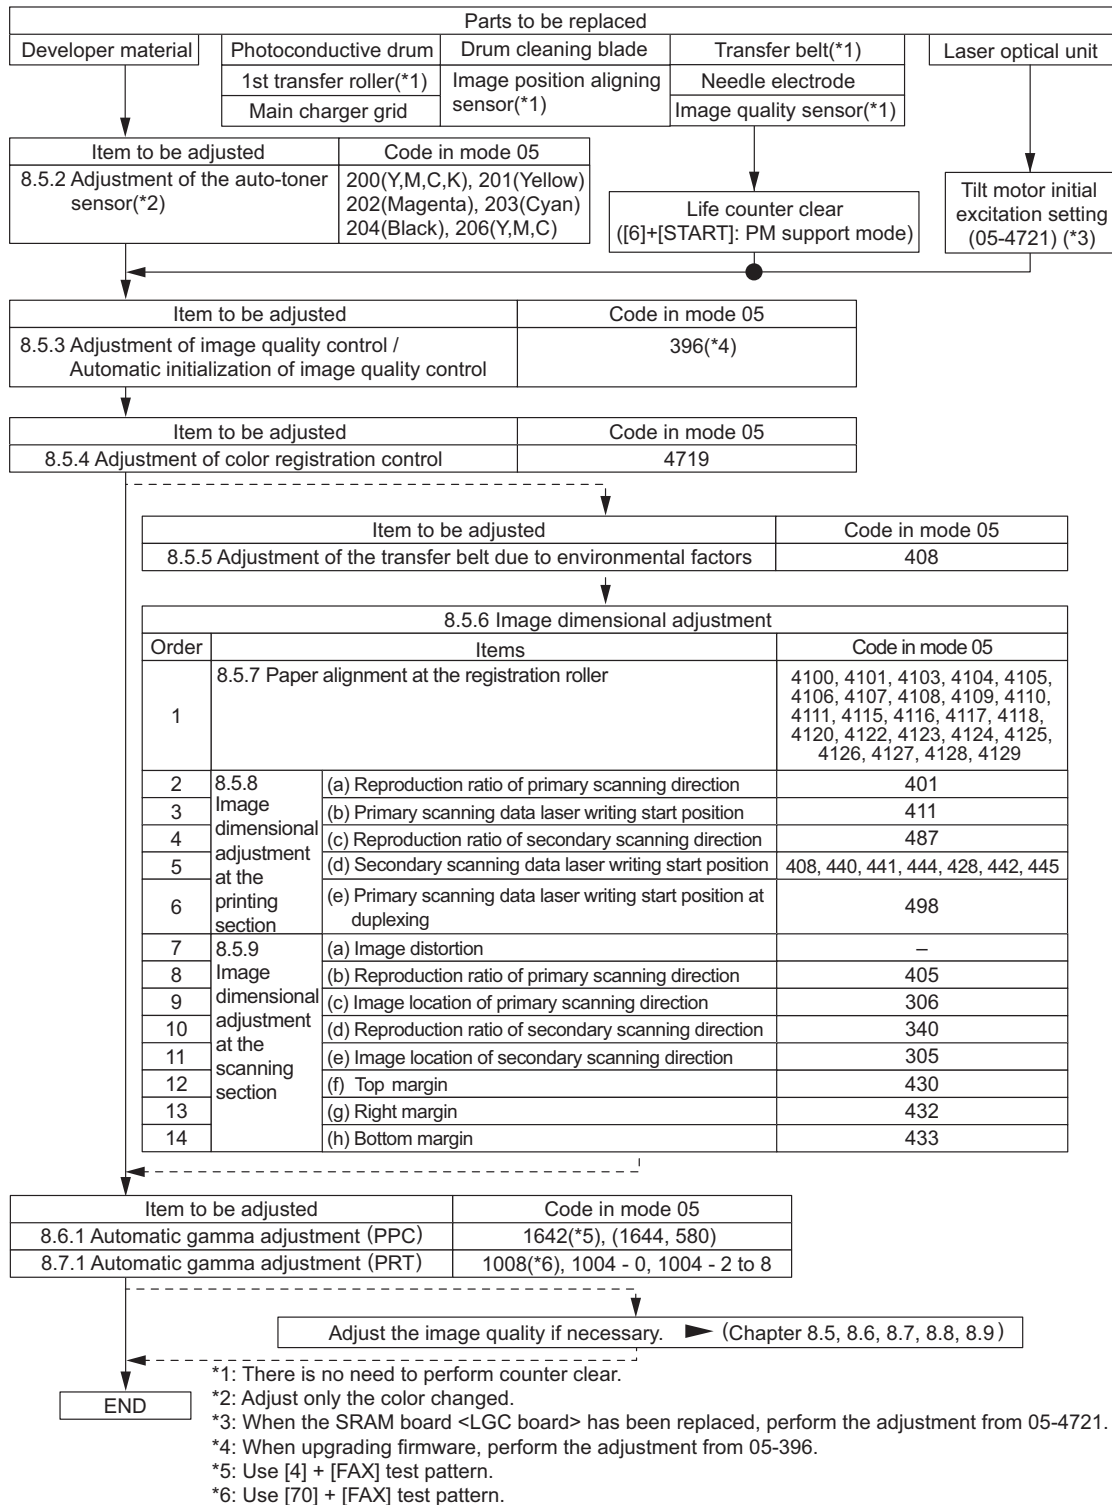 Parts to be replaced
Developer material
Photoconductive drum
Drum cleaning blade
Transfer belt(*1)
Laser optical unit
1st transfer roller(*1)
Image position aligning
sensor(*1)
Needle electrode
Main charger grid
Image quality sensor(*1)
Item to be adjusted
Code in mode 05
8.5.2 Adjustment of the auto-toner
sensor(*2)
200(Y,M,C,K), 201(Yellow)
202(Magenta), 203(Cyan)
204(Black), 206(Y,M,C)
Life counter clear
([6]+[START]: PM support mode)
Tilt motor initial
excitation setting
(05-4721) (*3)
Item to be adjusted
Code in mode 05
8.5.3 Adjustment of image quality control /
Automatic initialization of image quality control
396(*4)
Item to be adjusted
Code in mode 05
8.5.4 Adjustment of color registration control
4719
Item to be adjusted
Code in mode 05
8.5.5 Adjustment of the transfer belt due to environmental factors
408
8.5.6 Image dimensional adjustment
Order
Items
Code in mode 05
1
8.5.7 Paper alignment at the registration roller
4100, 4101, 4103, 4104, 4105,
4106, 4107, 4108, 4109, 4110,
4111, 4115, 4116, 4117, 4118,
4120, 4122, 4123, 4124, 4125,
4126, 4127, 4128, 4129
8.5.8
Image
dimensional
adjustment
at the
printing
section
2
(a) Reproduction ratio of primary scanning direction
401
3
(b) Primary scanning data laser writing start position
411
4
(c) Reproduction ratio of secondary scanning direction
487
5
(d) Secondary scanning data laser writing start position
408, 440, 441, 444, 428, 442, 445
6
(e) Primary scanning data laser writing start position at
duplexing
498
8.5.9
Image
dimensional
adjustment
at the
scanning
section
7
(a) Image distortion
–
8
(b) Reproduction ratio of primary scanning direction
405
9
(c) Image location of primary scanning direction
306
10
(d) Reproduction ratio of secondary scanning direction
340
11
(e) Image location of secondary scanning direction
305
12
(f) Top margin
430
13
(g) Right margin
432
14
(h) Bottom margin
433
Item to be adjusted
Code in mode 05
8.6.1 Automatic gamma adjustment (PPC)
1642(*5), (1644, 580)
8.7.1 Automatic gamma adjustment (PRT)
1008(*6), 1004 - 0, 1004 - 2 to 8
Adjust the image quality if necessary. ► (Chapter 8.5, 8.6, 8.7, 8.8, 8.9)
END
*1: There is no need to perform counter clear.
*2: Adjust only the color changed.
*3: When the SRAM board <LGC board> has been replaced, perform the adjustment from 05-4721.
*4: When upgrading firmware, perform the adjustment from 05-396.
*5: Use [4] + [FAX] test pattern.
*6: Use [70] + [FAX] test pattern.